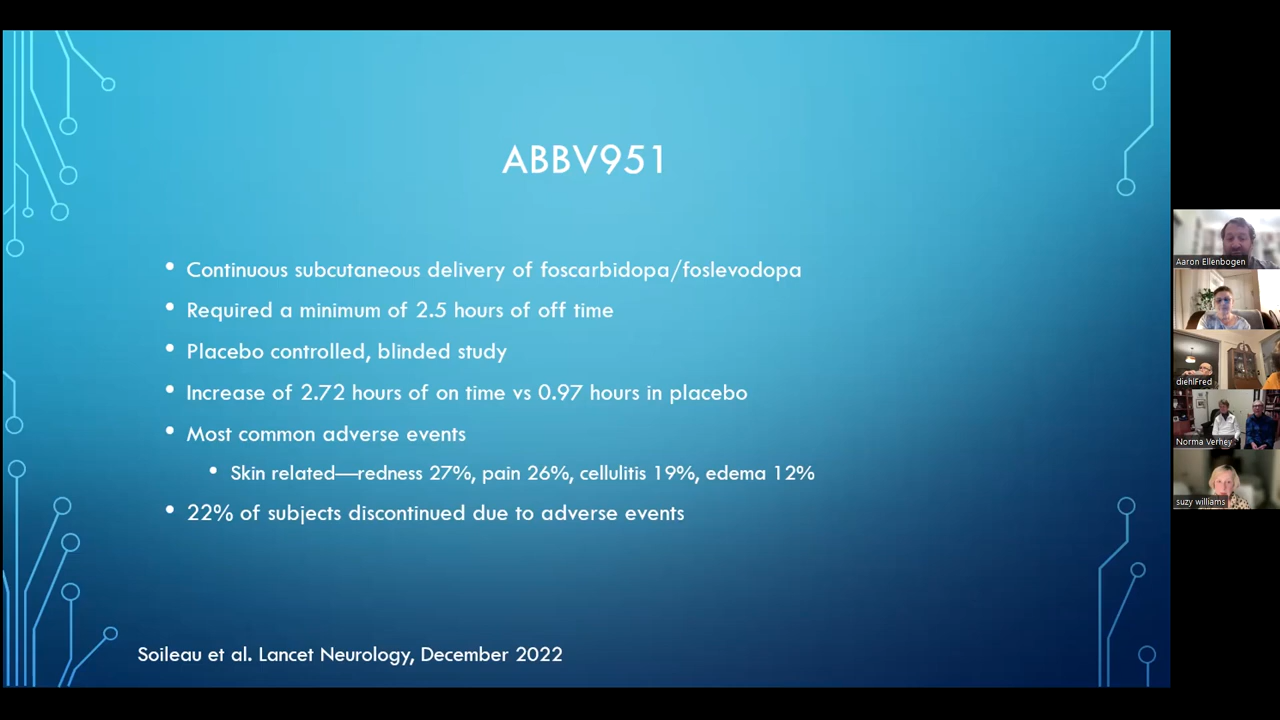 ABBV951
• Continuous subcutaneous delivery of foscarbidopa/foslevodopa
• Required a minimum of 2.5 hours of off time
• Placebo controlled, blinded study
• Increase of 2.72 hours of on time vs 0.97 hours in placebo
• Most common adverse events
• Skin related—redness 27%, pain 26%, cellulitis 19%, edema 12%
• 22% of subjects discontinued due to adverse events
Soileau et al. Lancet Neurology, December 2022
Aaron Ellenbogen
diehlFred
Norma Verhey
suzy williams